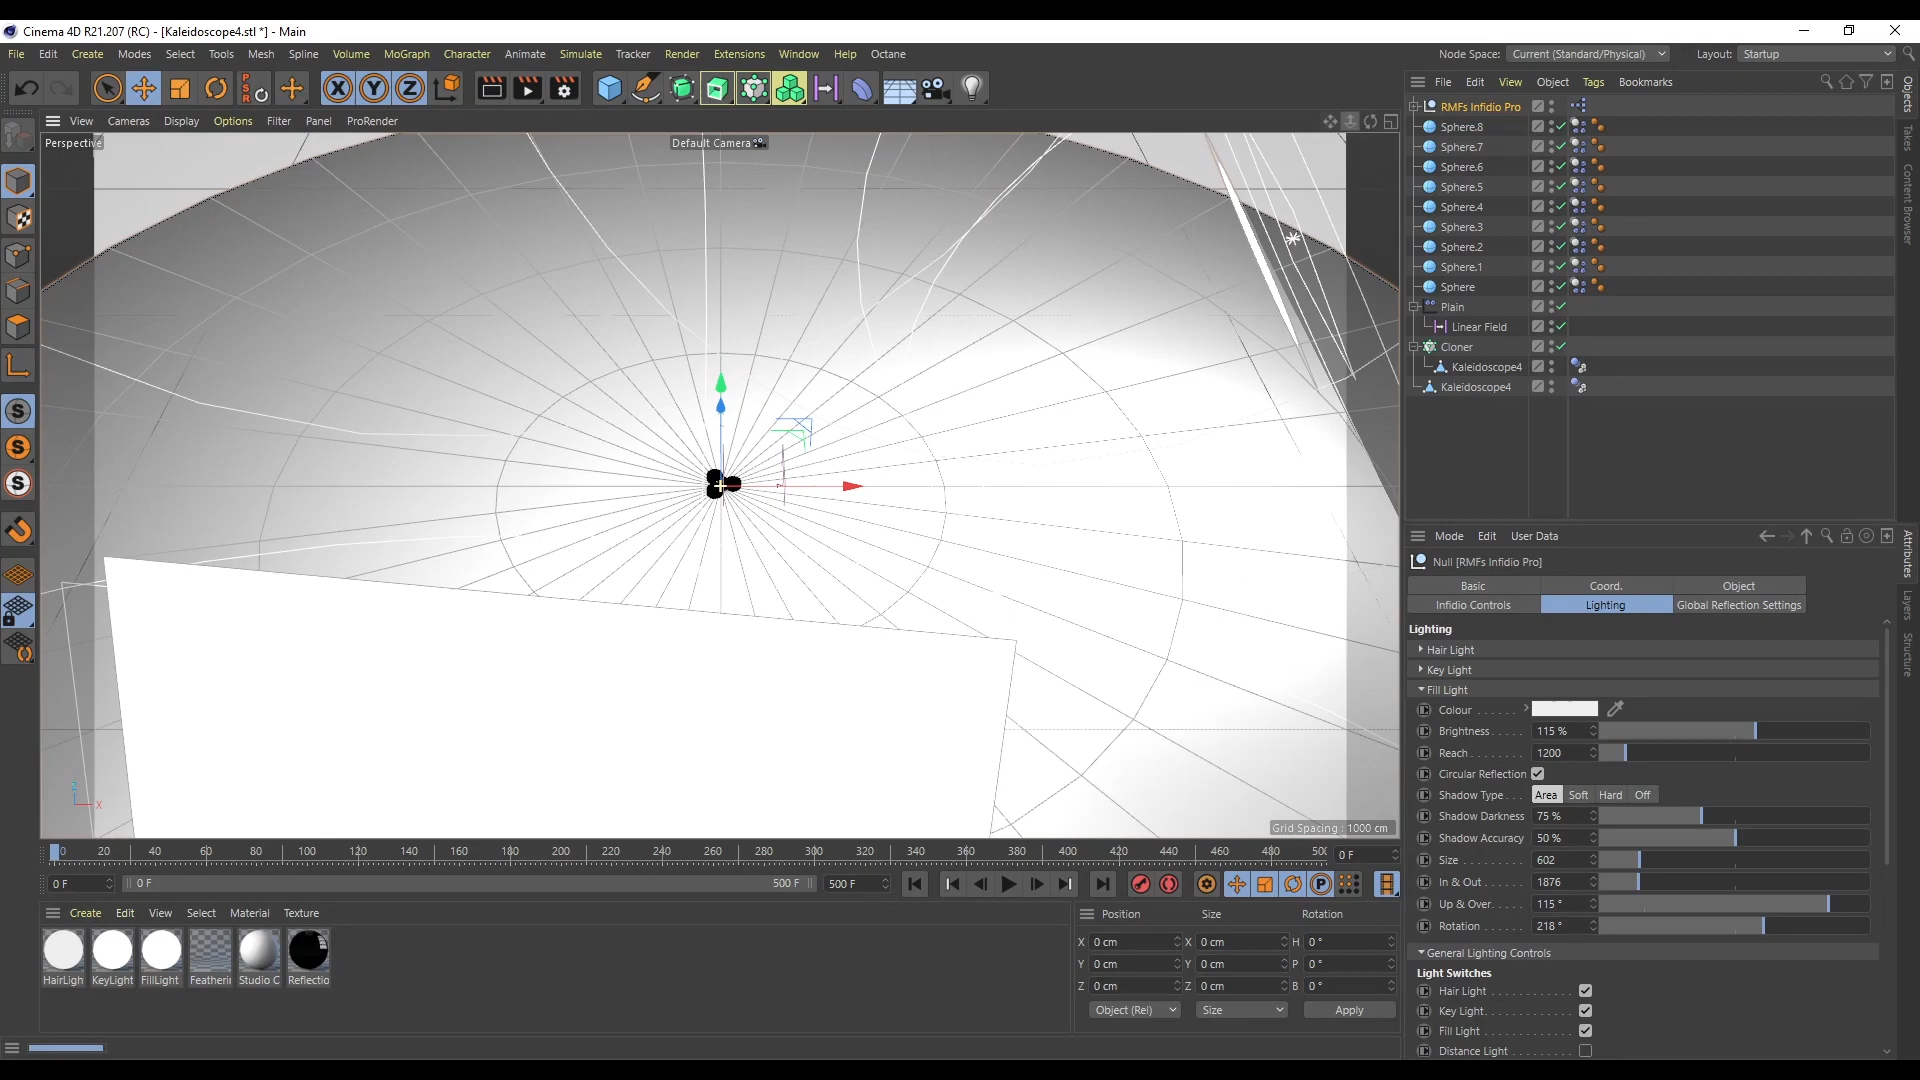 Cinema 4D R21.207 (RC) - [Kaleidoscope4.stl *] - Main
File Edit Create Modes Select Tools Mesh Spline Volume MoGraph Character Animate Simulate Tracker Render Extensions Window Help Octane Node Space: Current (Standard/Physical) Layout: Startup
PSR X Y Z
File Edit View Object Tags Bookmarks
View Cameras Display Options Filter Panel ProRender
Perspective Default Camera
RMFs Infidio Pro
Sphere.8
Sphere.7
Sphere.6
Sphere.5
Sphere.4
Sphere.3
Sphere.2
Sphere.1
Sphere
Plain
Linear Field
Cloner
Kaleidoscope4
Kaleidoscope4
Objects
Takes
Content Browser
S
S
S
Z
X
Grid Spacing : 1000 cm
Mode Edit User Data
Attributes
Layers
Structure
Null [RMFs Infidio Pro]
Basic Coord. Object
Infidio Controls Lighting Global Reflection Settings
Lighting
Hair Light
Key Light
Fill Light
Colour
Brightness 115 %
Reach 1200
Circular Reflection
Shadow Type Area Soft Hard Off
Shadow Darkness 75 %
Shadow Accuracy 50 %
Size 602
In & Out 1876
Up & Over 115 °
Rotation 218 °
General Lighting Controls
Light Switches
Hair Light
Key Light
Fill Light
Distance Light
0 20 40 60 80 100 120 140 160 180 200 220 240 260 280 300 320 340 360 380 400 420 440 460 480 500 0 F
0 F 0 F 500 F 500 F P
Create Edit View Select Material Texture
HairLigh KeyLight FillLight Featheri Studio C Reflectio
Position Size Rotation
X 0 cm X 0 cm H 0 °
Y 0 cm Y 0 cm P 0 °
Z 0 cm Z 0 cm B 0 °
Object (Rel) Size Apply